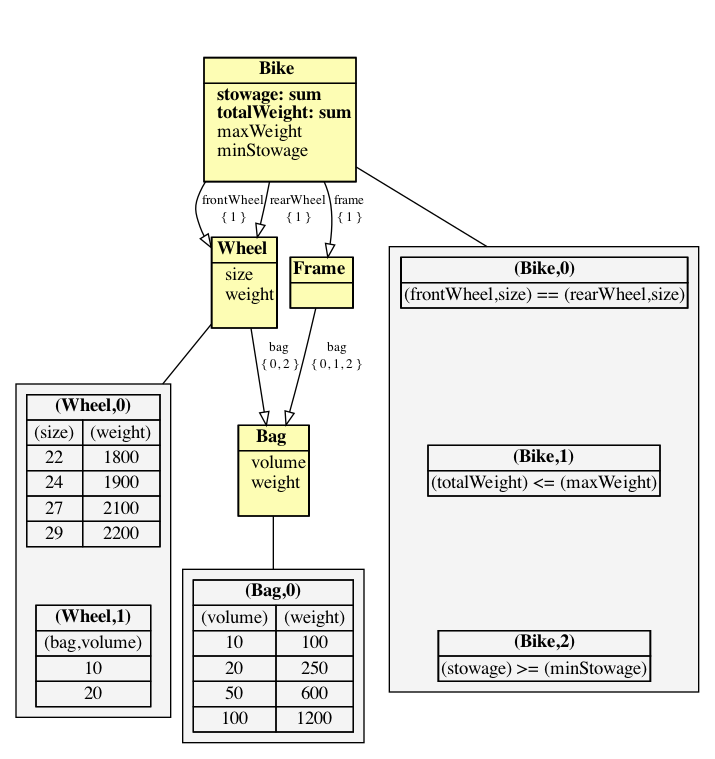 Bike
stowage: sum
totalWeight: sum
maxWeight
minStowage
frontWheel
{ 1 }
rearWheel
{ 1 }
frame
{ 1 }
Wheel
size
weight
Frame
(Bike,0)
(frontWheel,size) == (rearWheel,size)
bag
{ 0, 2 }
bag
{ 0, 1, 2 }
(Wheel,0)
(size) (weight)
22 1800
24 1900
27 2100
29 2200
Bag
volume
weight
(Bike,1)
(totalWeight) <= (maxWeight)
(Wheel,1)
(bag,volume)
10
20
(Bag,0)
(volume) (weight)
10 100
20 250
50 600
100 1200
(Bike,2)
(stowage) >= (minStowage)